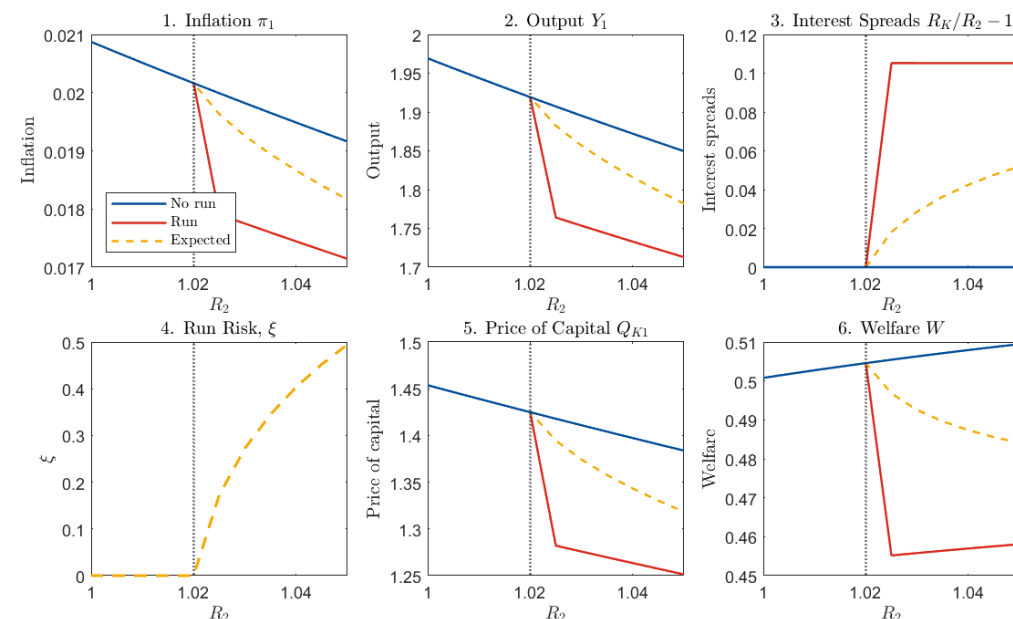 1. Inflation π₁
0.021
0.02
0.019
0.018
0.017
Inflation
No run
Run
Expected
1
1.02
1.04
R₂
2. Output Y₁
2
1.95
1.9
1.85
1.8
1.75
1.7
Output
1
1.02
1.04
R₂
3. Interest Spreads R_K/R₂ − 1
0.12
0.1
0.08
0.06
0.04
0.02
0
Interest spreads
1
1.02
1.04
R₂
4. Run Risk, ξ
0.5
0.4
0.3
0.2
0.1
0
ξ
1
1.02
1.04
R₂
5. Price of Capital Q_K1
1.5
1.45
1.4
1.35
1.3
1.25
Price of capital
1
1.02
1.04
R₂
6. Welfare W
0.51
0.5
0.49
0.48
0.47
0.46
0.45
Welfare
1
1.02
1.04
R₂